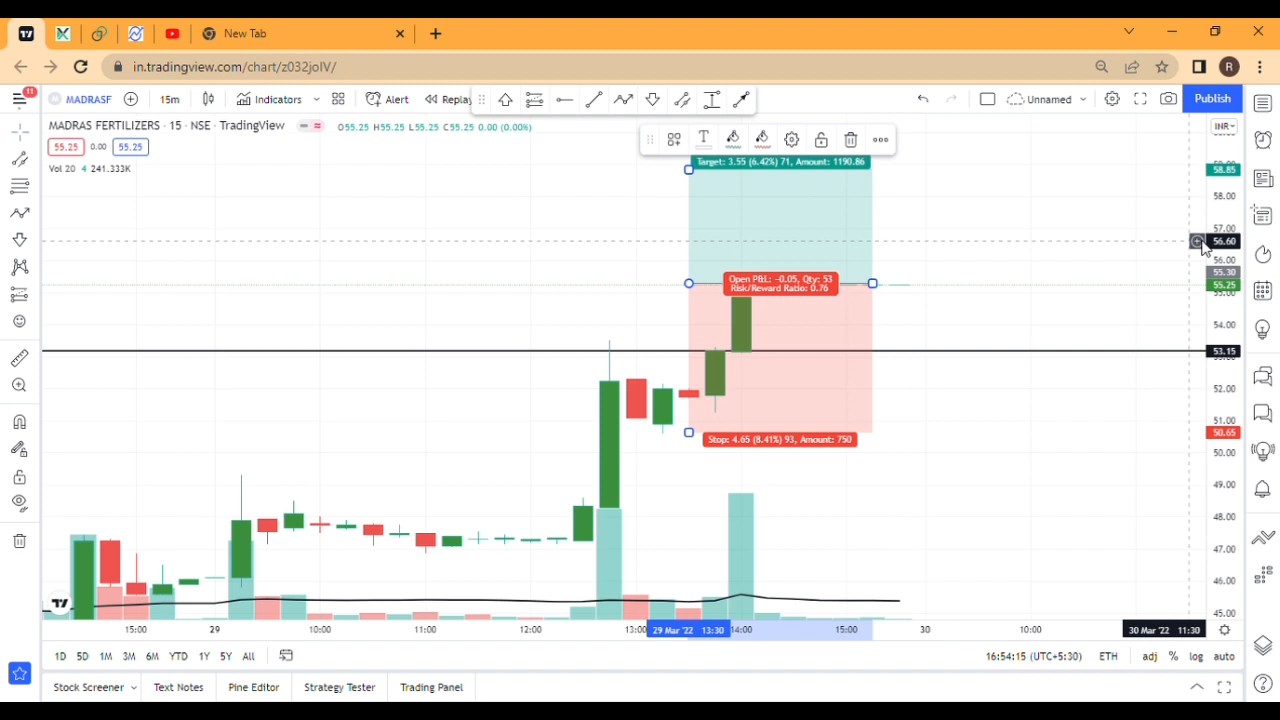 New Tab
in.tradingview.com/chart/z032joIV/
R
11
MADRASF
15m
Indicators
Alert
Replay
Unnamed
Publish
MADRAS FERTILIZERS · 15 · NSE · TradingView
O55.25 H55.25 L55.25 C55.25 0.00 (0.00%)
INR
55.25 0.00 55.25
Vol 20 4 241.333K
Target: 3.55 (6.42%) 71, Amount: 1190.86
58.85
58.00
57.00
56.60
56.00
Open P&L: −0.05, Qty: 53
Risk/Reward Ratio: 0.76
55.30
55.25
55.00
54.00
53.15
52.00
51.00
Stop: 4.65 (8.41%) 93, Amount: 750
50.65
50.00
49.00
48.00
47.00
46.00
45.00
15:00 29 10:00 11:00 12:00 13:00 29 Mar '22 13:30 14:00 15:00 30 10:00 30 Mar '22 11:30
1D 5D 1M 3M 6M YTD 1Y 5Y All
16:54:15 (UTC+5:30) ETH adj % log auto
Stock Screener Text Notes Pine Editor Strategy Tester Trading Panel